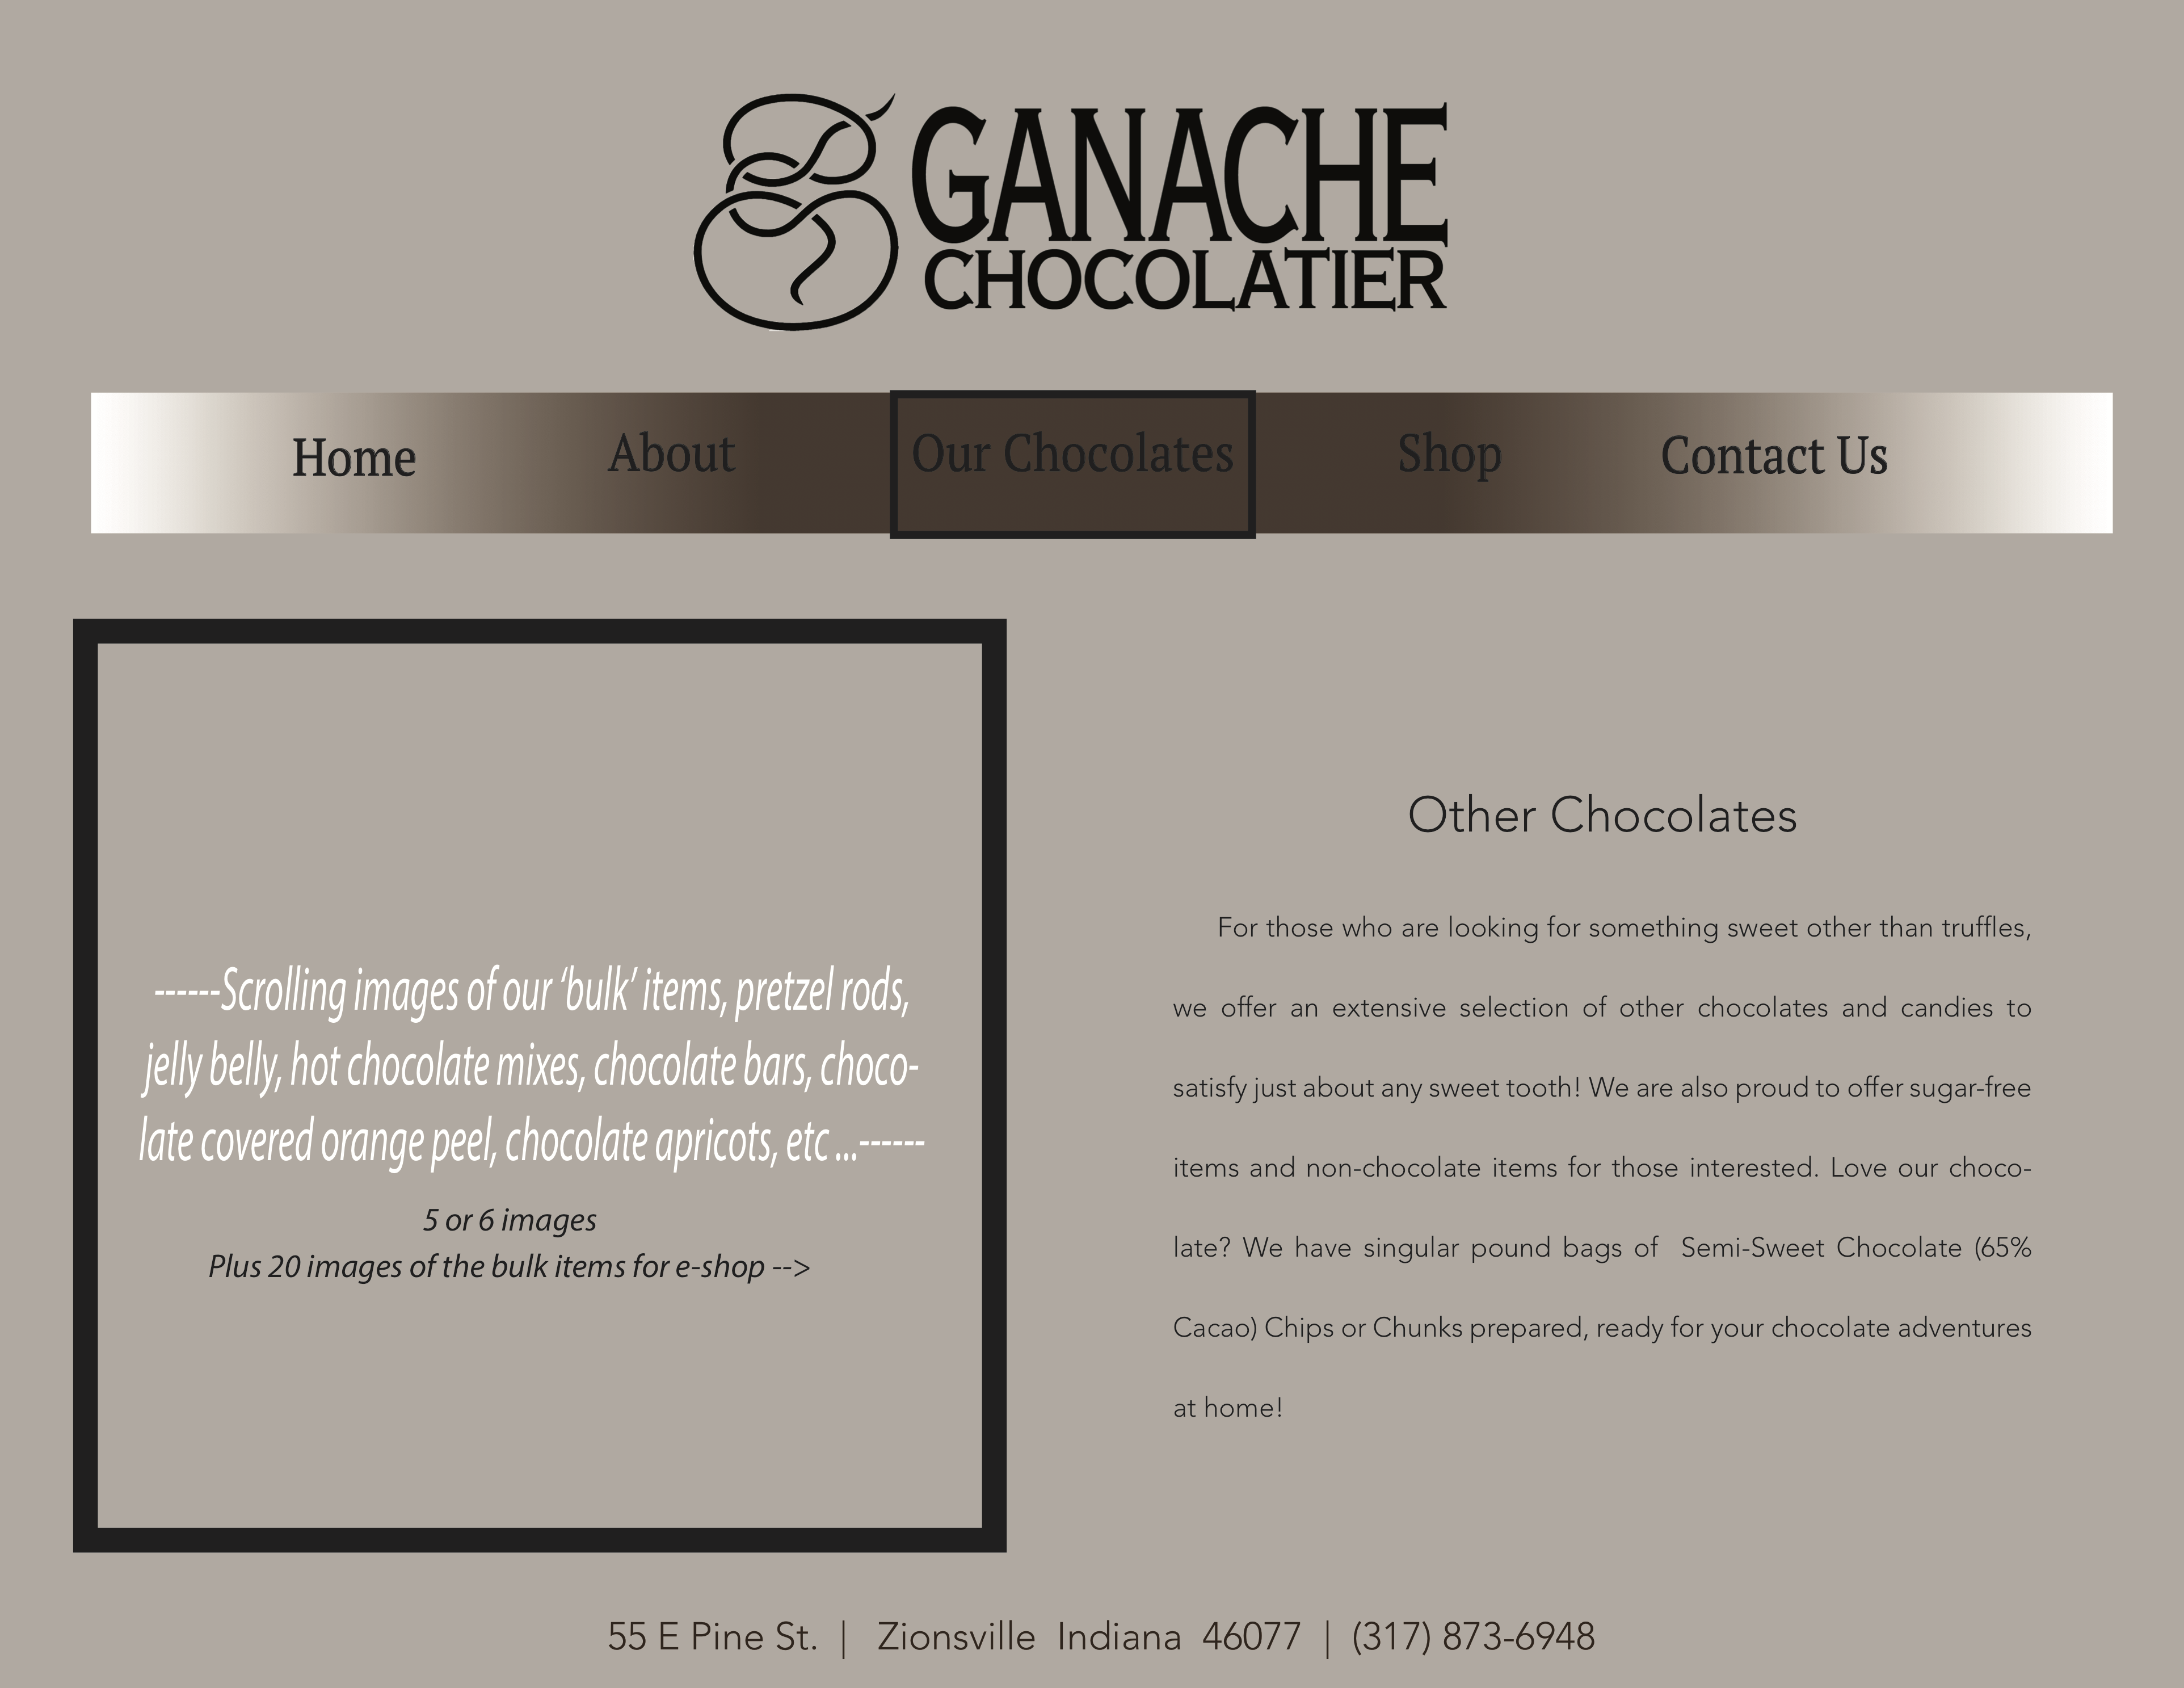 GANACHE
CHOCOLATIER
Home About Our Chocolates Shop Contact Us
------Scrolling images of our ‘bulk’ items, pretzel rods,
jelly belly, hot chocolate mixes, chocolate bars, choco-
late covered orange peel, chocolate apricots, etc ...------
5 or 6 images
Plus 20 images of the bulk items for e-shop -->
Other Chocolates
For those who are looking for something sweet other than truffles,
we offer an extensive selection of other chocolates and candies to
satisfy just about any sweet tooth! We are also proud to offer sugar-free
items and non-chocolate items for those interested. Love our choco-
late? We have singular pound bags of  Semi-Sweet Chocolate (65%
Cacao) Chips or Chunks prepared, ready for your chocolate adventures
at home!
55 E Pine St. | Zionsville Indiana 46077 | (317) 873-6948